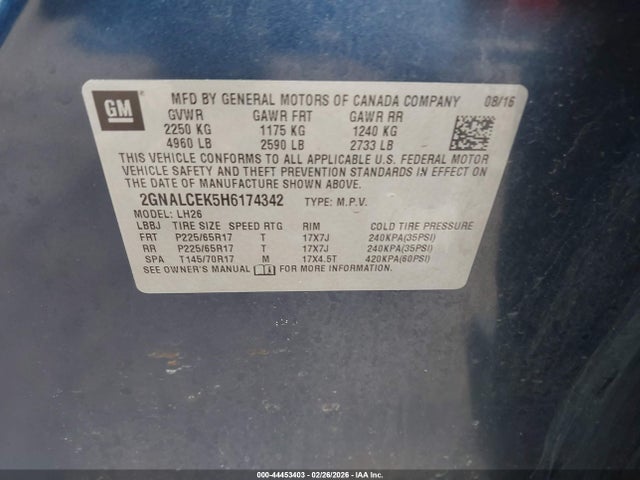 GM
MFD BY GENERAL MOTORS OF CANADA COMPANY 08/16
GVWR GAWR FRT GAWR RR
2250 KG 1175 KG 1240 KG
4960 LB 2590 LB 2733 LB
THIS VEHICLE CONFORMS TO ALL APPLICABLE U.S. FEDERAL MOTOR
VEHICLE SAFETY AND THEFT PREVENTION STANDARDS IN EFFECT ON
THE DATE OF MANUFACTURE SHOWN ABOVE.
2GNALCEK5H6174342 TYPE: M.P.V.
MODEL: LH26
LBBJ TIRE SIZE SPEED RTG RIM COLD TIRE PRESSURE
FRT P225/65R17 T 17X7J 240KPA(35PSI)
RR P225/65R17 T 17X7J 240KPA(35PSI)
SPA T145/70R17 M 17X4.5T 420KPA(60PSI)
SEE OWNER'S MANUAL FOR MORE INFORMATION.
000-44453403 | 02/26/2026 | IAA Inc.